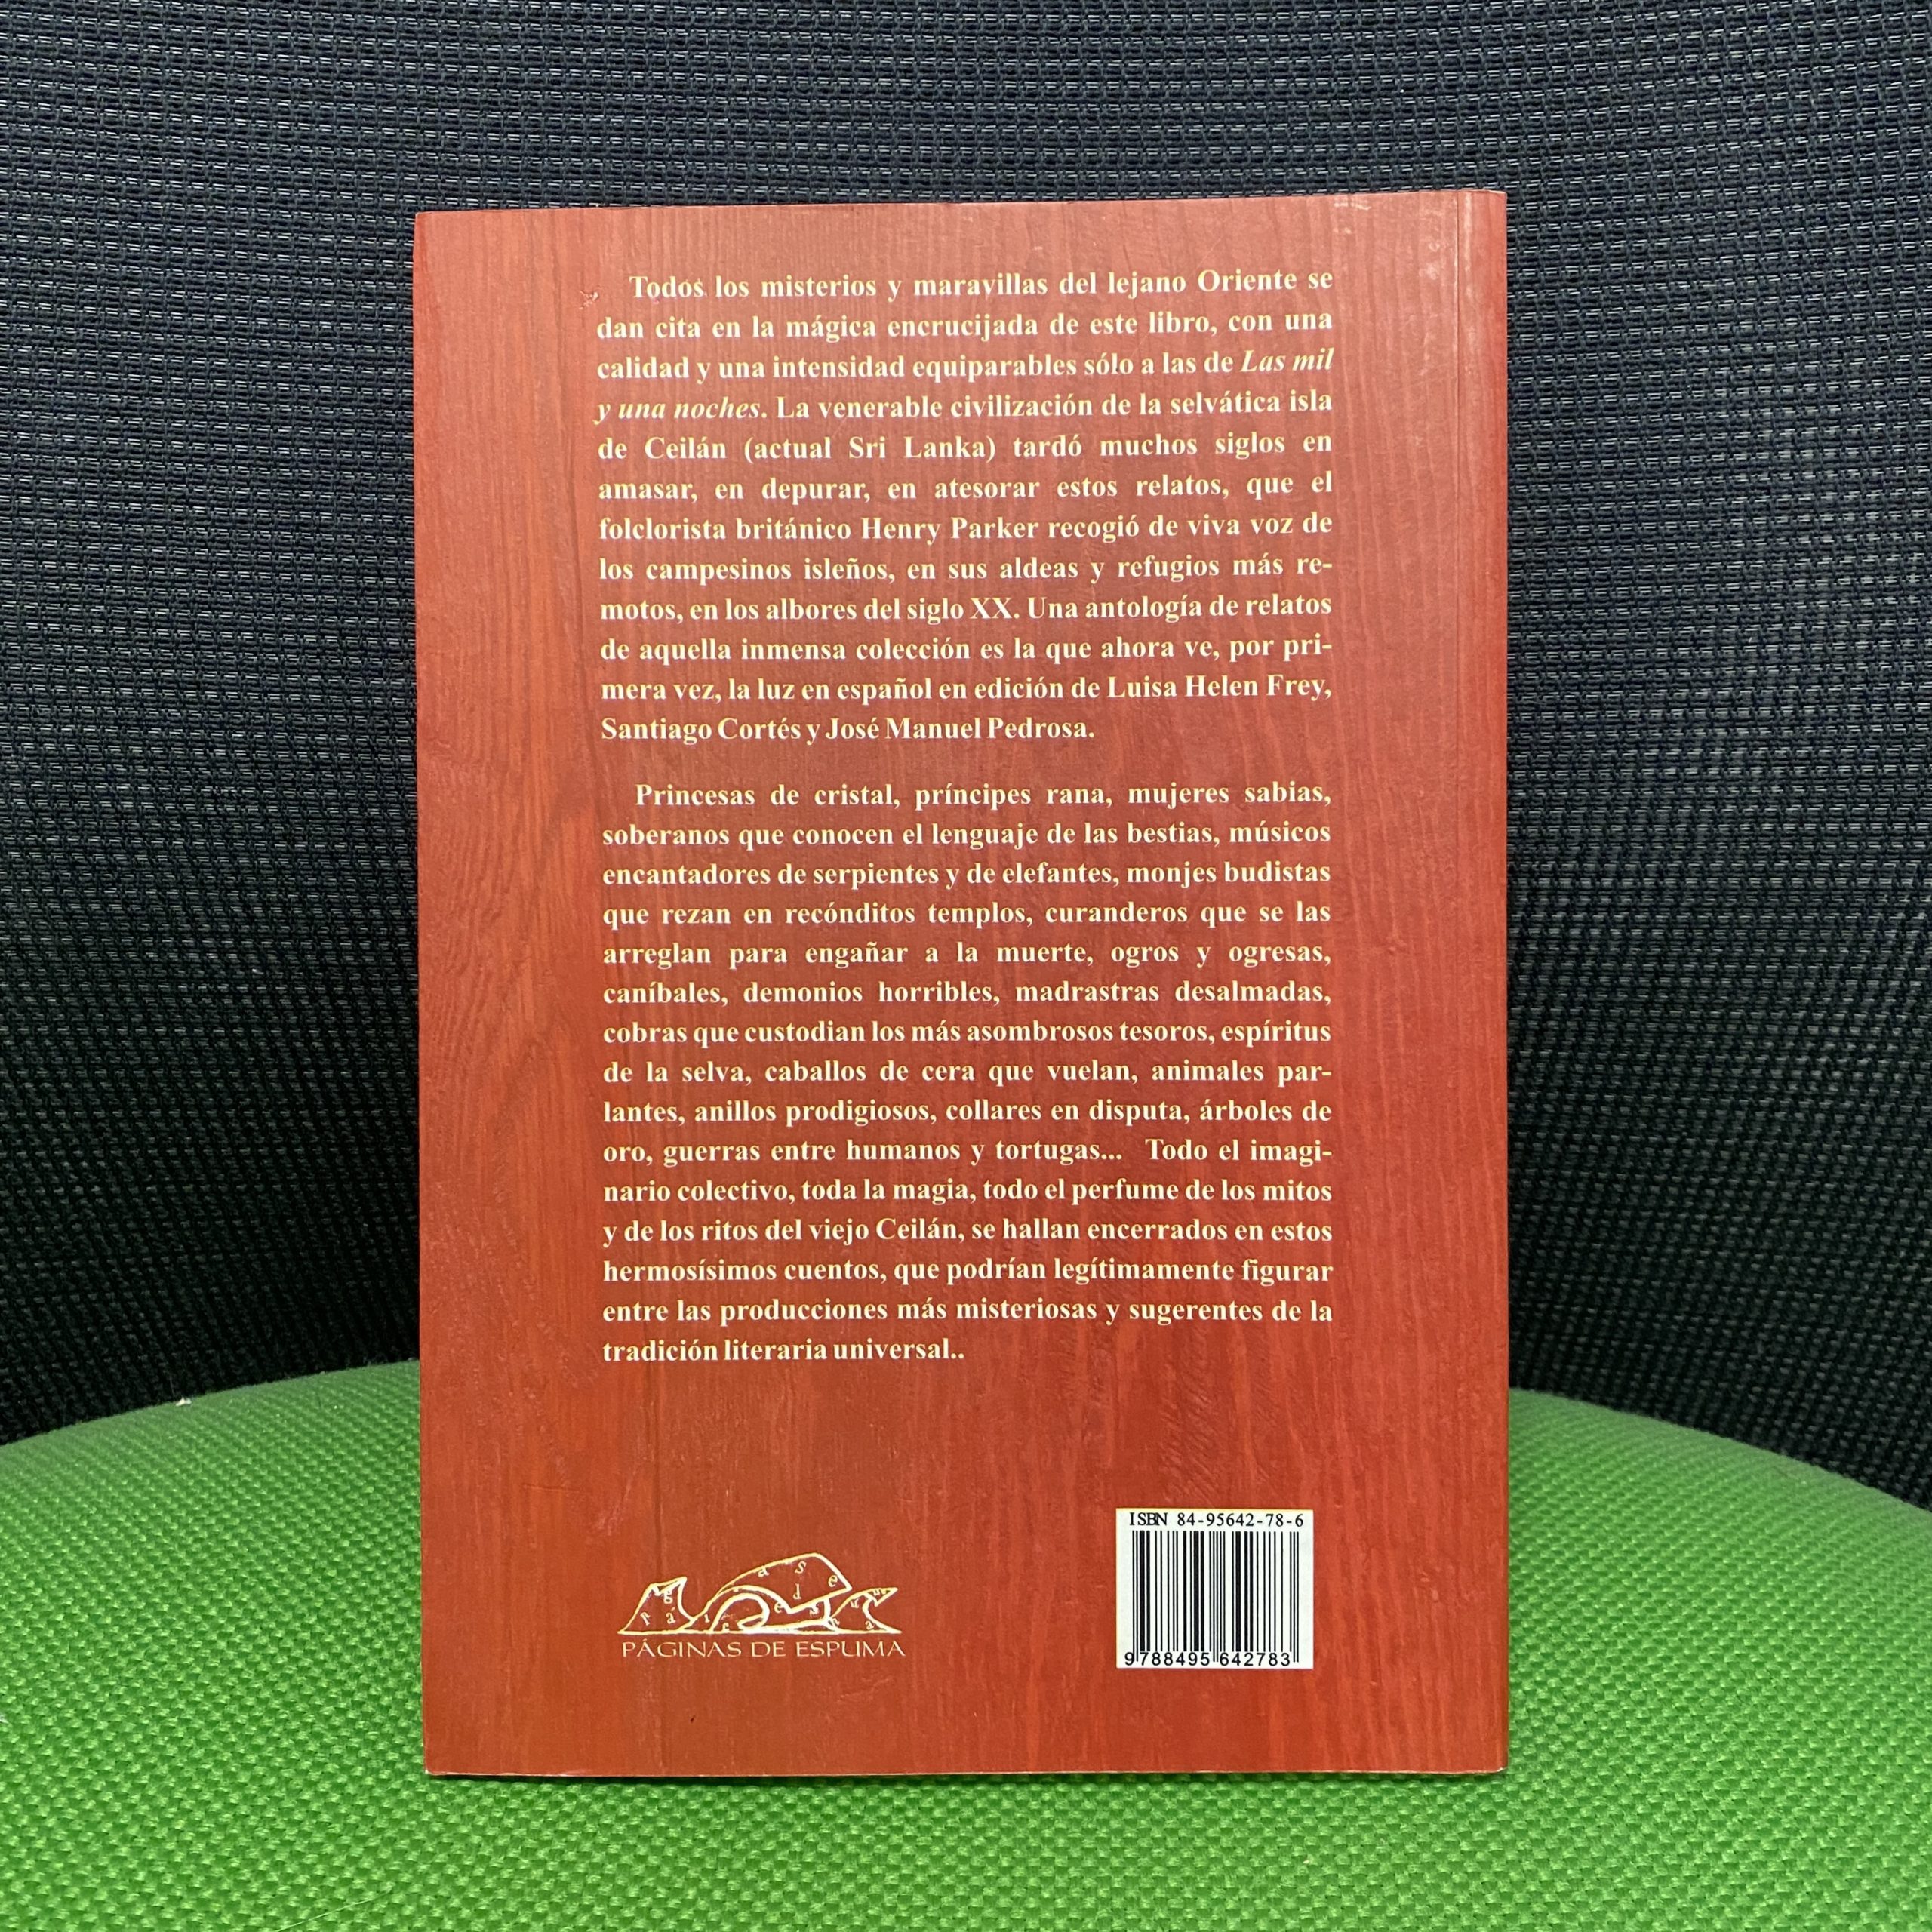 Todos los misterios y maravillas del lejano Oriente se
dan cita en la mágica encrucijada de este libro, con una
calidad y una intensidad equiparables sólo a las de Las mil
y una noches. La venerable civilización de la selvática isla
de Ceilán (actual Sri Lanka) tardó muchos siglos en
amasar, en depurar, en atesorar estos relatos, que el
folclorista británico Henry Parker recogió de viva voz de
los campesinos isleños, en sus aldeas y refugios más re-
motos, en los albores del siglo XX. Una antología de relatos
de aquella inmensa colección es la que ahora ve, por pri-
mera vez, la luz en español en edición de Luisa Helen Frey,
Santiago Cortés y José Manuel Pedrosa.
Princesas de cristal, príncipes rana, mujeres sabias,
soberanos que conocen el lenguaje de las bestias, músicos
encantadores de serpientes y de elefantes, monjes budistas
que rezan en recónditos templos, curanderos que se las
arreglan para engañar a la muerte, ogros y ogresas,
caníbales, demonios horribles, madrastras desalmadas,
cobras que custodian los más asombrosos tesoros, espíritus
de la selva, caballos de cera que vuelan, animales par-
lantes, anillos prodigiosos, collares en disputa, árboles de
oro, guerras entre humanos y tortugas... Todo el imagi-
nario colectivo, toda la magia, todo el perfume de los mitos
y de los ritos del viejo Ceilán, se hallan encerrados en estos
hermosísimos cuentos, que podrían legítimamente figurar
entre las producciones más misteriosas y sugerentes de la
tradición literaria universal..
PÁGINAS DE ESPUMA
ISBN 84-95642-78-6
9788495642783